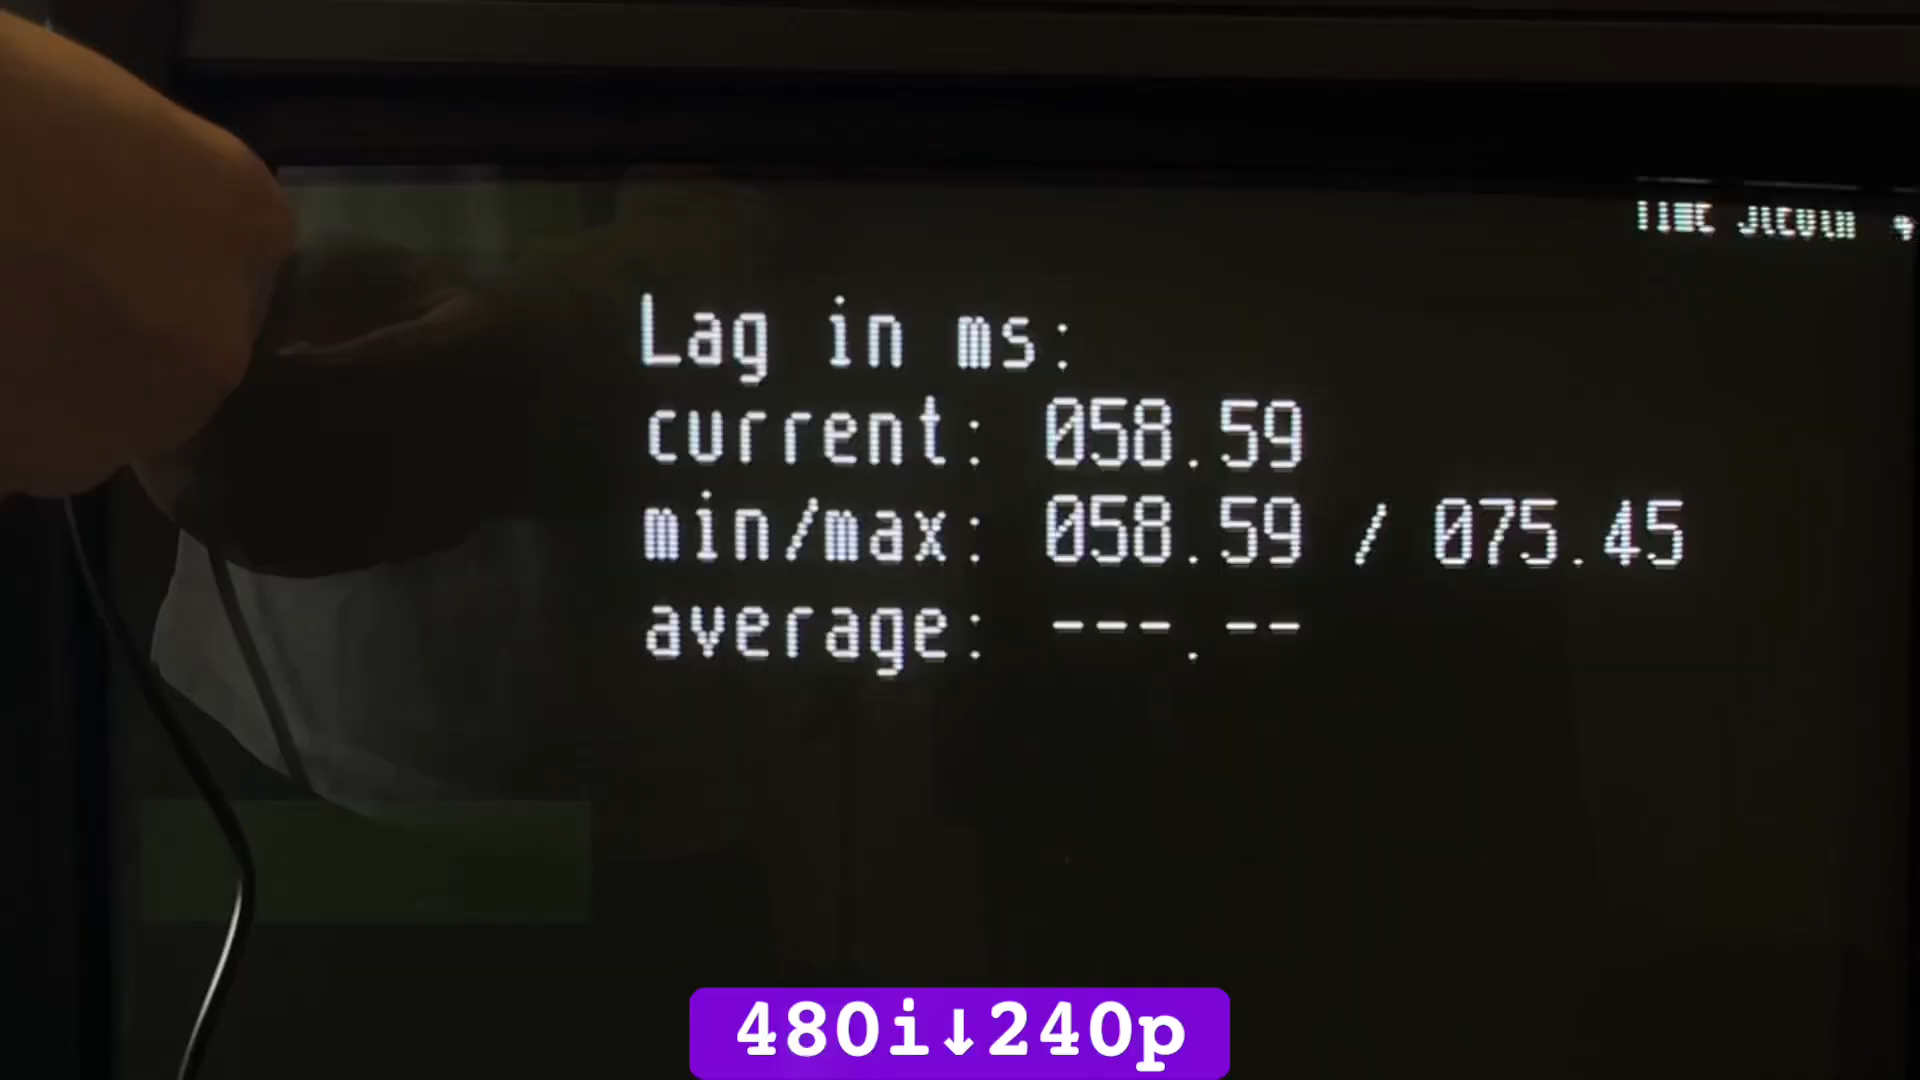 Lag in ms:
current: 058.59
min/max: 058.59 / 075.45
average: ---.--
480i↓240p